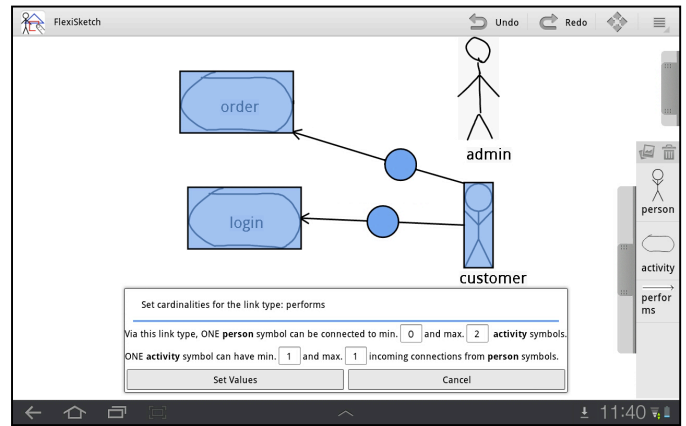 FlexiSketch
Undo
Redo
order
admin
person
login
activity
customer
perfor
ms
Set cardinalities for the link type: performs
Via this link type, ONE person symbol can be connected to min. 0 and max. 2 activity symbols.
ONE activity symbol can have min. 1 and max. 1 incoming connections from person symbols.
Set Values
Cancel
11:40